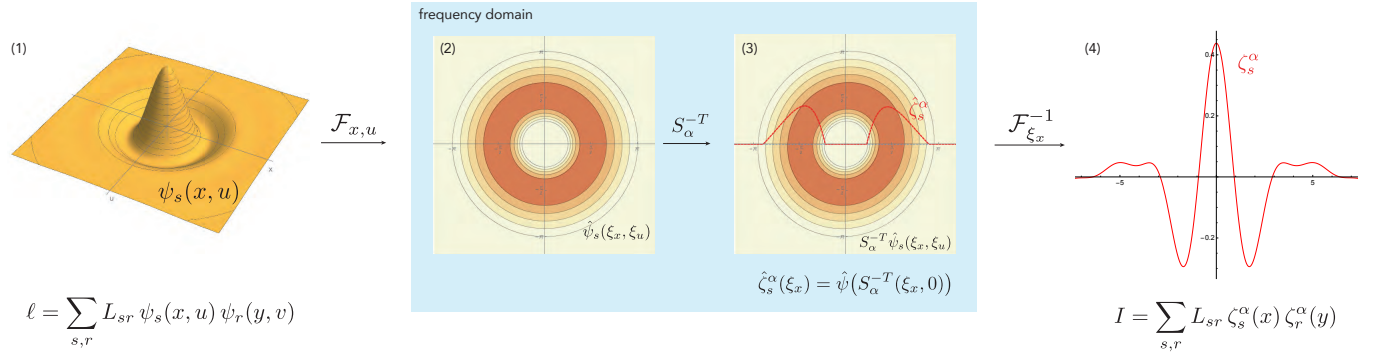 frequency domain
(1)
ψ_s(x, u)
x
u
ℱ_{x,u}
(2)
ψ̂_s(ξ_x, ξ_u)
S_α^{-T}
(3)
ζ̂_s^α
S_α^{-T} ψ̂_s(ξ_x, ξ_u)
ζ̂_s^α(ξ_x) = ψ̂(S_α^{-T}(ξ_x, 0))
ℱ_{ξ_x}^{-1}
(4)
ζ_s^α
0.4
0.2
-5
5
-0.2
ℓ = ∑_{s,r} L_{sr} ψ_s(x, u) ψ_r(y, v)
I = ∑_{s,r} L_{sr} ζ_s^α(x) ζ_r^α(y)